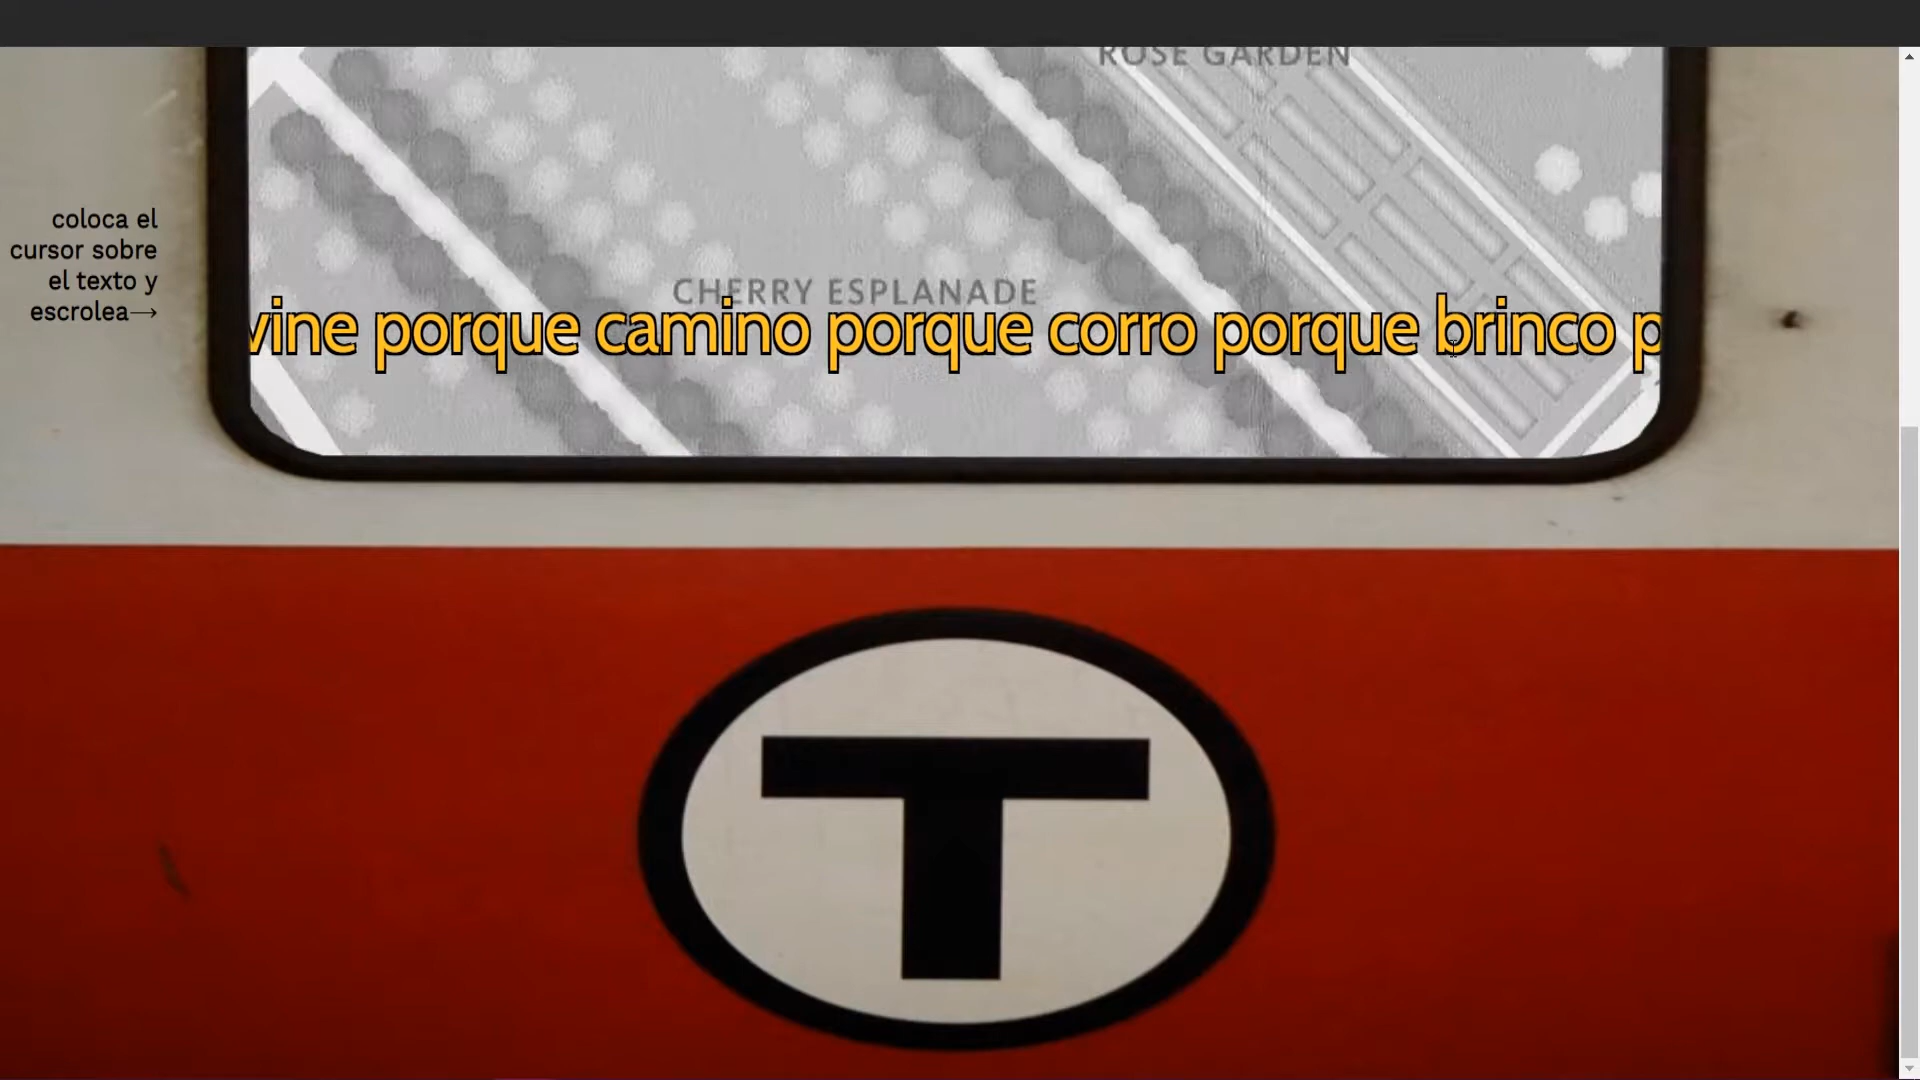 ROSE GARDEN
coloca el
cursor sobre
el texto y
escrolea→
CHERRY ESPLANADE
vine porque camino porque corro porque brinco p
T